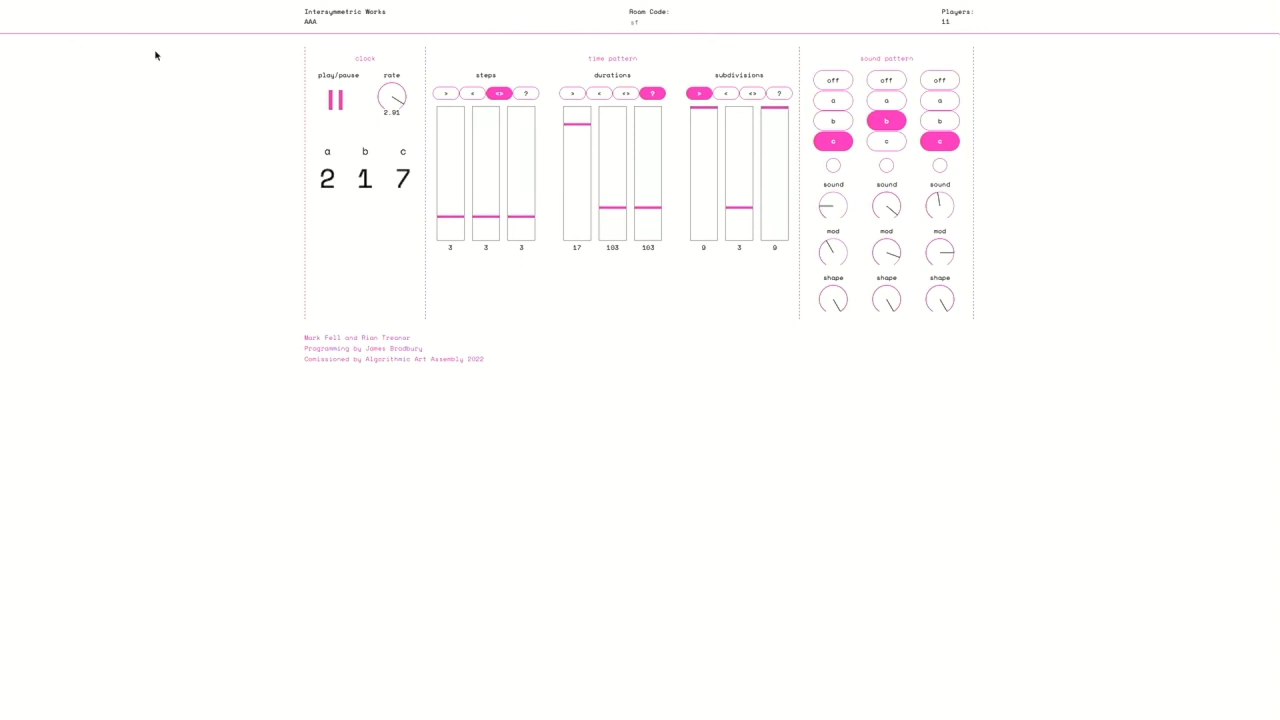 Intersymmetric Works
AAA
Room Code:
sf
Players:
11
clock
play/pause
rate
2.91
a b c
2 1 7
time pattern
steps
> < <> ?
3 3 3
durations
> < <> ?
17 103 103
subdivisions
> < <> ?
9 3 9
sound pattern
off off off
a a a
b b b
c c c
sound sound sound
mod mod mod
shape shape shape
Mark Fell and Rian Treanor
Programming by James Bradbury
Comissioned by Algorithmic Art Assembly 2022